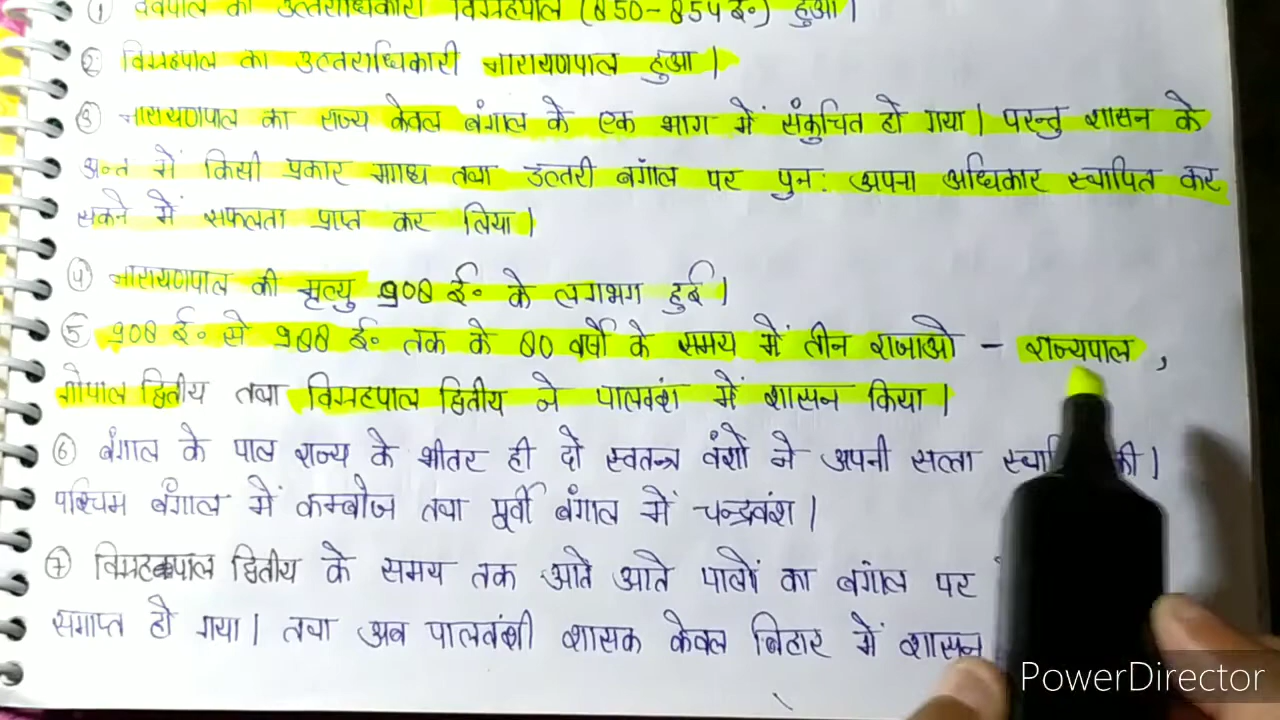 ① देवपाल का उत्तराधिकारी विग्रहपाल (850-854 ई०) हुआ।
② विग्रहपाल का उत्तराधिकारी नारायणपाल हुआ।
③ नारायणपाल का राज्य केवल बंगाल के एक भाग में संकुचित हो गया। परन्तु शासन के
अन्त में किसी प्रकार मगध तथा उत्तरी बंगाल पर पुन: अपना अधिकार स्थापित कर
सकने में सफलता प्राप्त कर लिया।
④ नारायणपाल की मृत्यु 908 ई० के लगभग हुई।
⑤ 908 ई० से 988 ई० तक के 80 वर्षों के समय में तीन राजाओ - राज्यपाल,
गोपाल द्वितीय तथा विग्रहपाल द्वितीय ने पालवंश में शासन किया।
⑥ बंगाल के पाल राज्य के भीतर ही दो स्वतन्त्र वंशो ने अपनी सत्ता की।
पश्चिम बंगाल में कम्बोज तथा पूर्वी बंगाल में चन्द्रवंश।
⑦ विग्रहपाल द्वितीय के समय तक आते आते पालों का बंगाल पर
समाप्त हो गया। तथा अब पालवंशी शासक केवल बिहार में शासन
PowerDirector